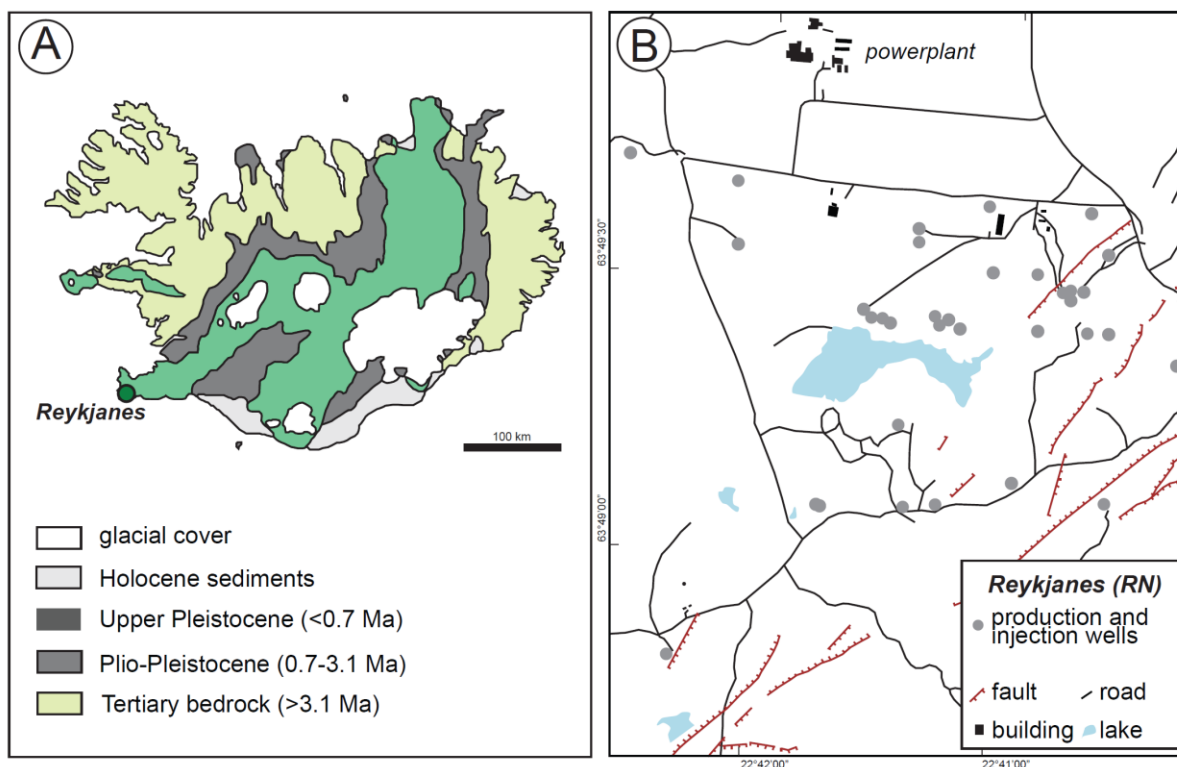 A
Reykjanes
100 km
glacial cover
Holocene sediments
Upper Pleistocene (<0.7 Ma)
Plio-Pleistocene (0.7-3.1 Ma)
Tertiary bedrock (>3.1 Ma)
B
powerplant
63°49'30"
63°49'00"
Reykjanes (RN)
production and
injection wells
fault
road
building
lake
22°42'00"
22°41'00"